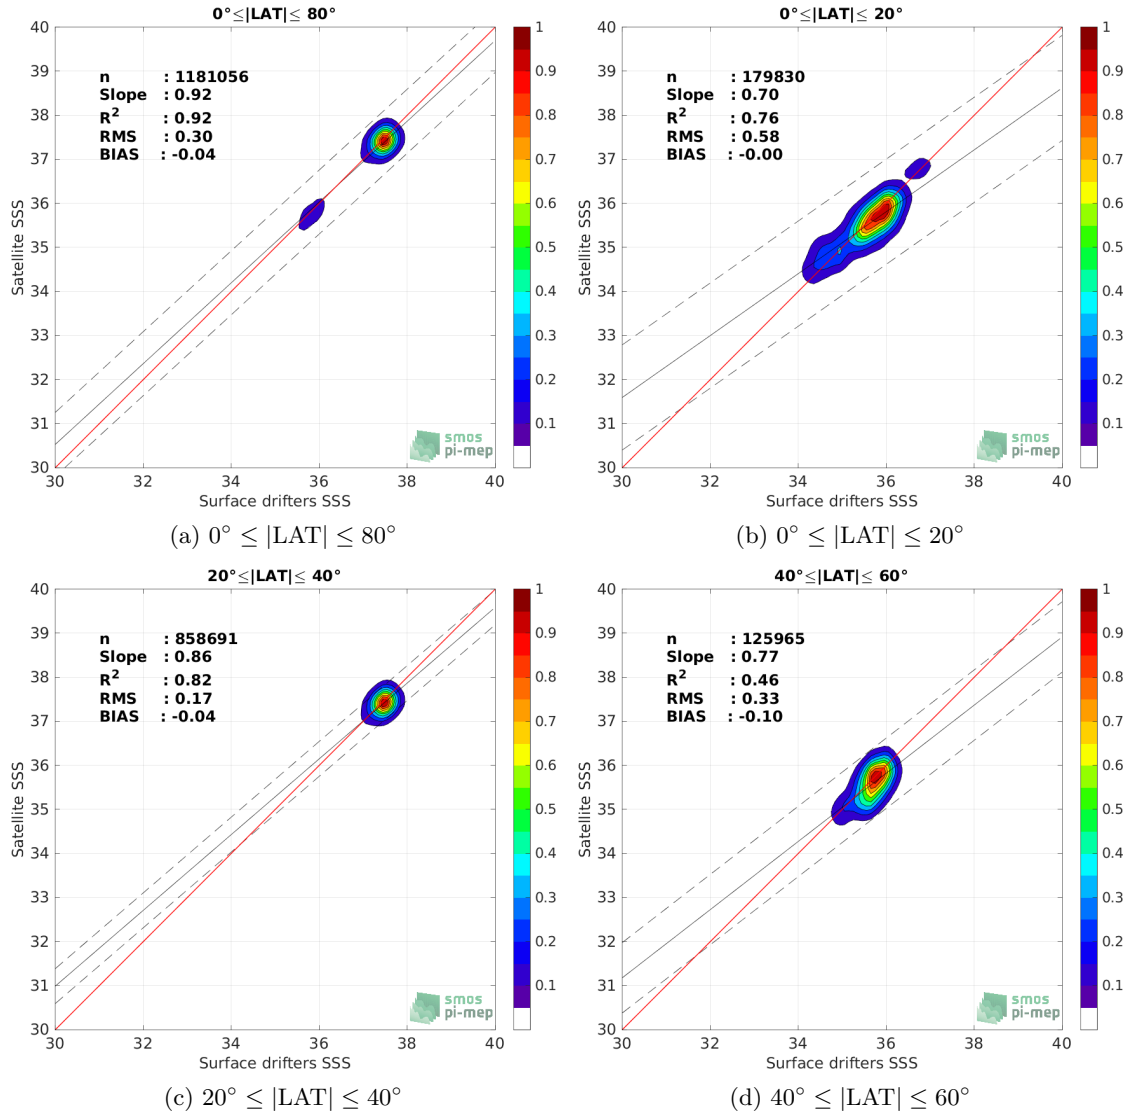 0°≤|LAT|≤ 80°
n : 1181056
Slope : 0.92
R² : 0.92
RMS : 0.30
BIAS : -0.04
40
39
38
37
36
35
34
33
32
31
30
Satellite SSS
30 32 34 36 38 40
Surface drifters SSS
1
0.9
0.8
0.7
0.6
0.5
0.4
0.3
0.2
0.1
smos
pi-mep
(a) 0° ≤ |LAT| ≤ 80°
0°≤|LAT|≤ 20°
n : 179830
Slope : 0.70
R² : 0.76
RMS : 0.58
BIAS : -0.00
40
39
38
37
36
35
34
33
32
31
30
Satellite SSS
30 32 34 36 38 40
Surface drifters SSS
1
0.9
0.8
0.7
0.6
0.5
0.4
0.3
0.2
0.1
smos
pi-mep
(b) 0° ≤ |LAT| ≤ 20°
20°≤|LAT|≤ 40°
n : 858691
Slope : 0.86
R² : 0.82
RMS : 0.17
BIAS : -0.04
40
39
38
37
36
35
34
33
32
31
30
Satellite SSS
30 32 34 36 38 40
Surface drifters SSS
1
0.9
0.8
0.7
0.6
0.5
0.4
0.3
0.2
0.1
smos
pi-mep
(c) 20° ≤ |LAT| ≤ 40°
40°≤|LAT|≤ 60°
n : 125965
Slope : 0.77
R² : 0.46
RMS : 0.33
BIAS : -0.10
40
39
38
37
36
35
34
33
32
31
30
Satellite SSS
30 32 34 36 38 40
Surface drifters SSS
1
0.9
0.8
0.7
0.6
0.5
0.4
0.3
0.2
0.1
smos
pi-mep
(d) 40° ≤ |LAT| ≤ 60°